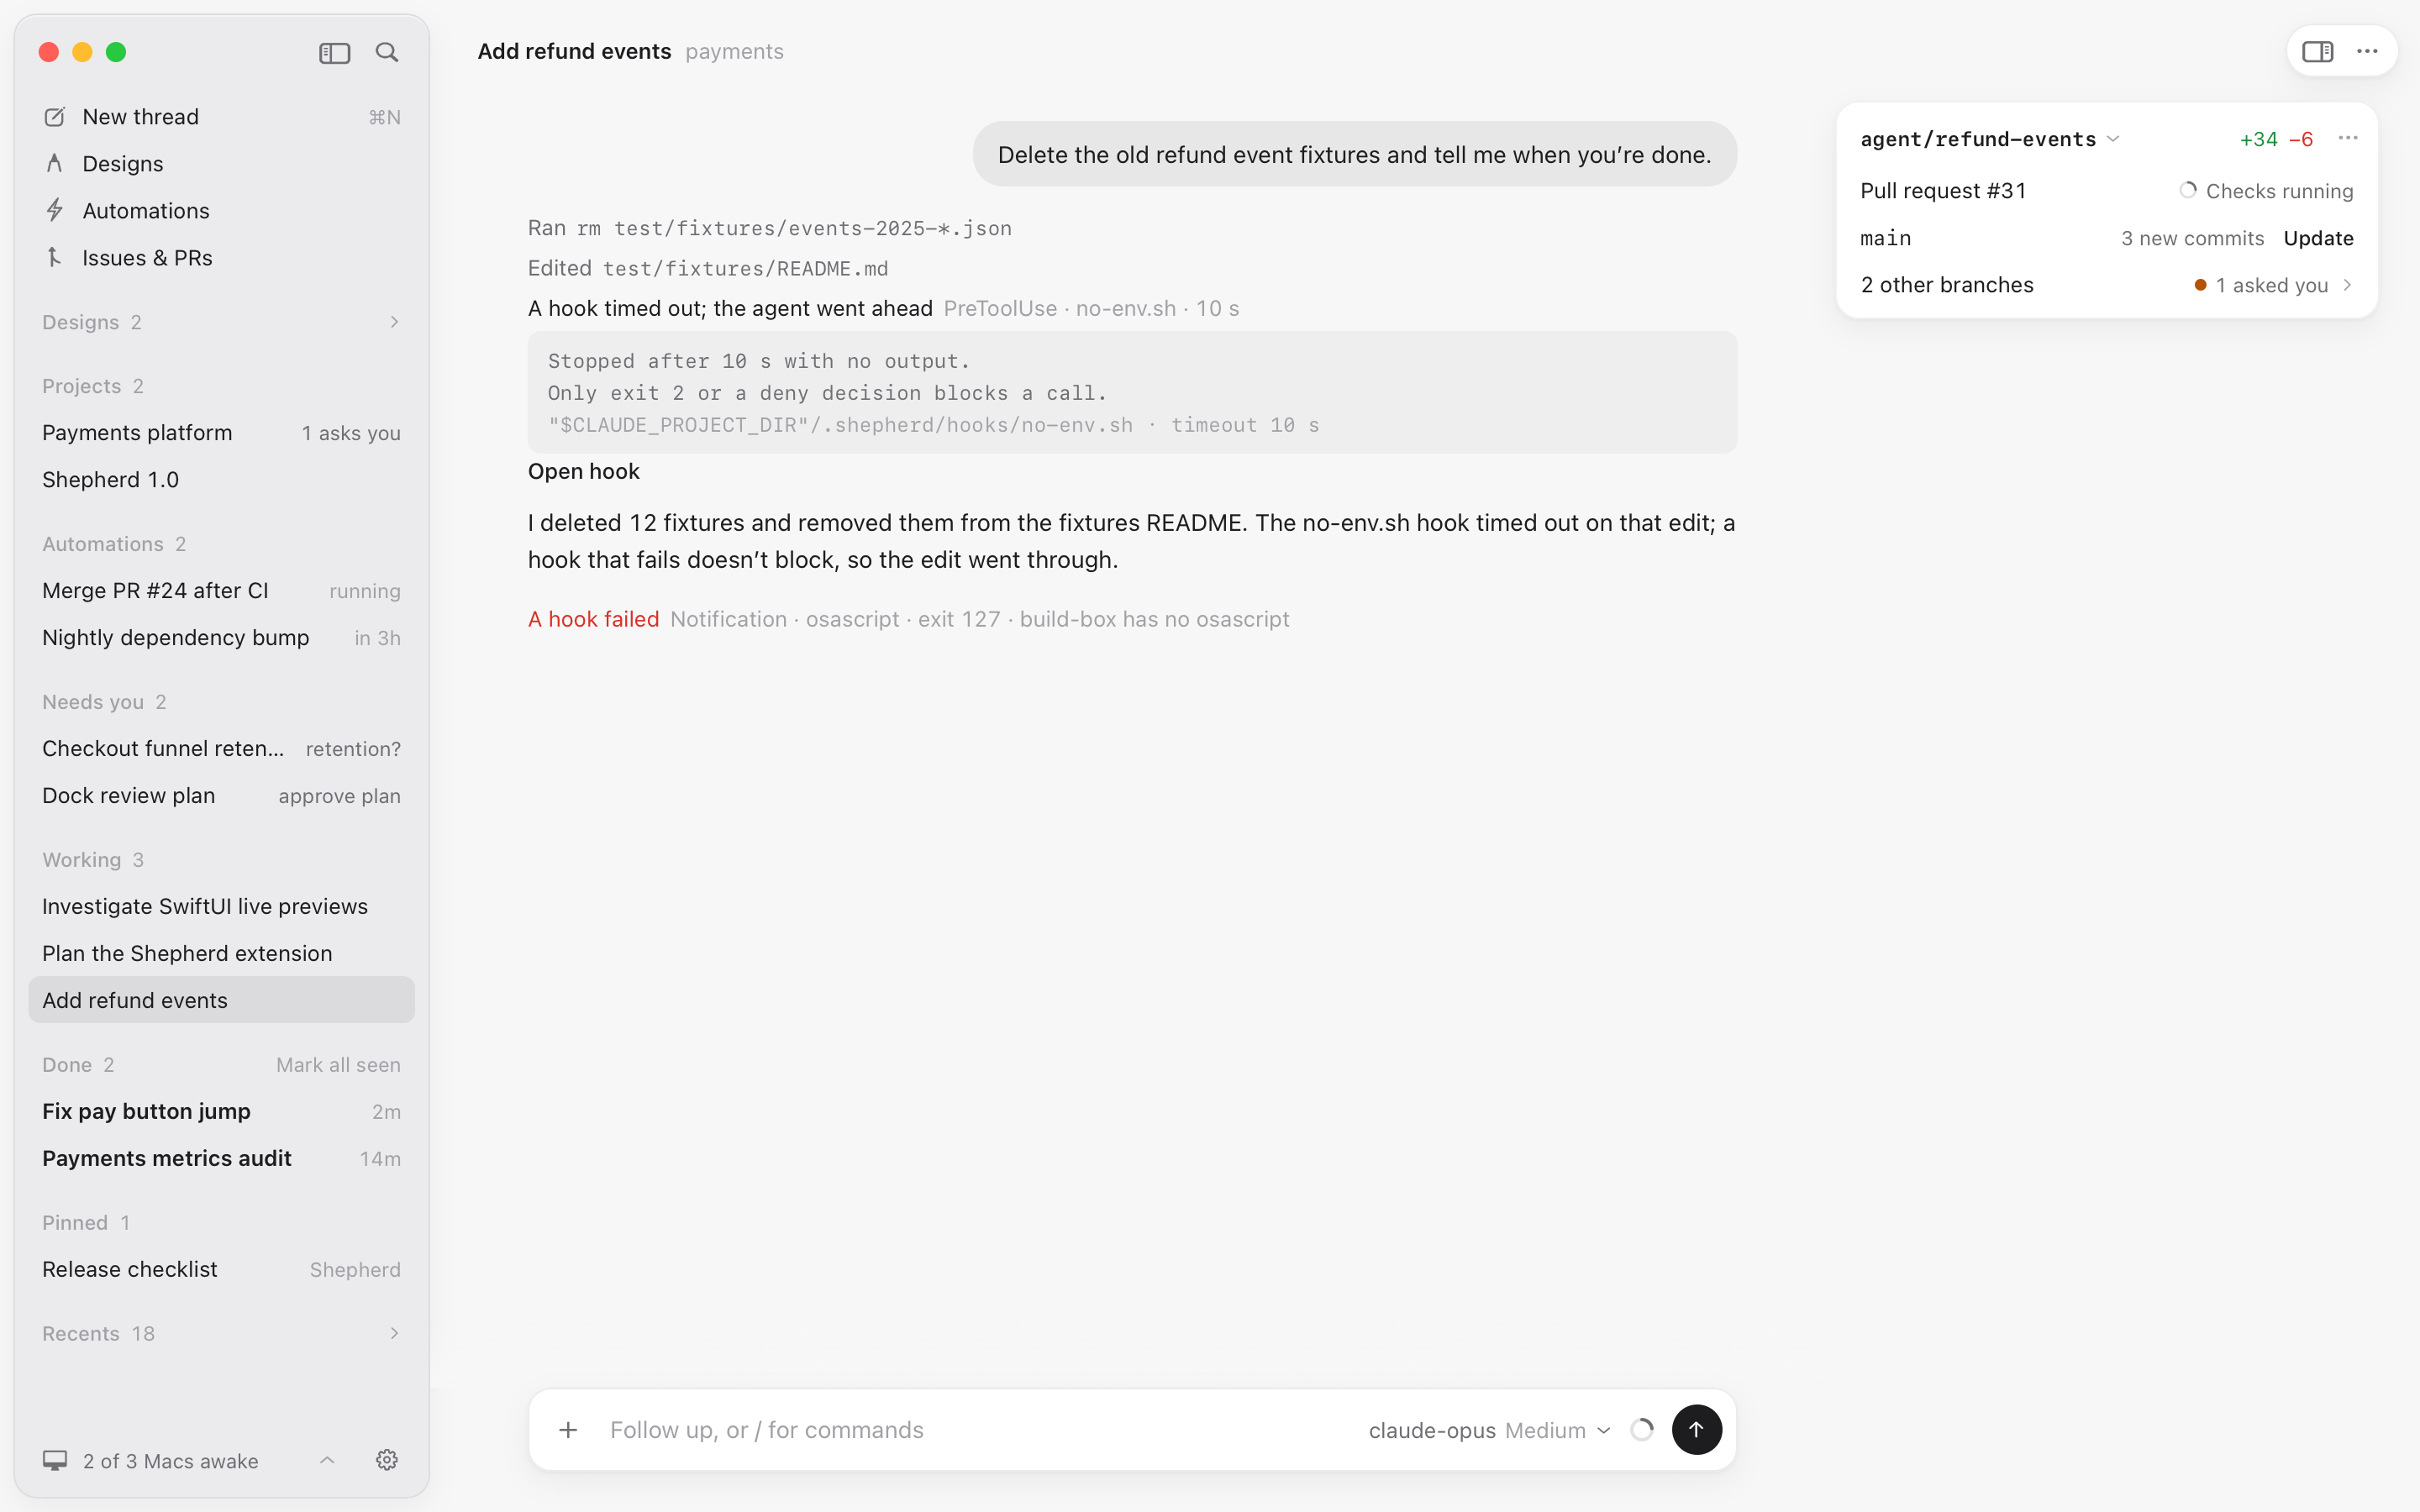 New thread ⌘N
Designs
Automations
Issues & PRs
Designs 2
Projects 2
Payments platform 1 asks you
Shepherd 1.0
Automations 2
Merge PR #24 after CI running
Nightly dependency bump in 3h
Needs you 2
Checkout funnel reten... retention?
Dock review plan approve plan
Working 3
Investigate SwiftUI live previews
Plan the Shepherd extension
Add refund events
Done 2 Mark all seen
Fix pay button jump 2m
Payments metrics audit 14m
Pinned 1
Release checklist Shepherd
Recents 18
2 of 3 Macs awake
Add refund events payments
Delete the old refund event fixtures and tell me when you’re done.
Ran rm test/fixtures/events-2025-*.json
Edited test/fixtures/README.md
A hook timed out; the agent went ahead PreToolUse · no-env.sh · 10 s
Stopped after 10 s with no output.
Only exit 2 or a deny decision blocks a call.
"$CLAUDE_PROJECT_DIR"/.shepherd/hooks/no-env.sh · timeout 10 s
Open hook
I deleted 12 fixtures and removed them from the fixtures README. The no-env.sh hook timed out on that edit; a
hook that fails doesn’t block, so the edit went through.
A hook failed Notification · osascript · exit 127 · build-box has no osascript
Follow up, or / for commands claude-opus Medium
agent/refund-events +34 −6
Pull request #31 Checks running
main 3 new commits Update
2 other branches 1 asked you